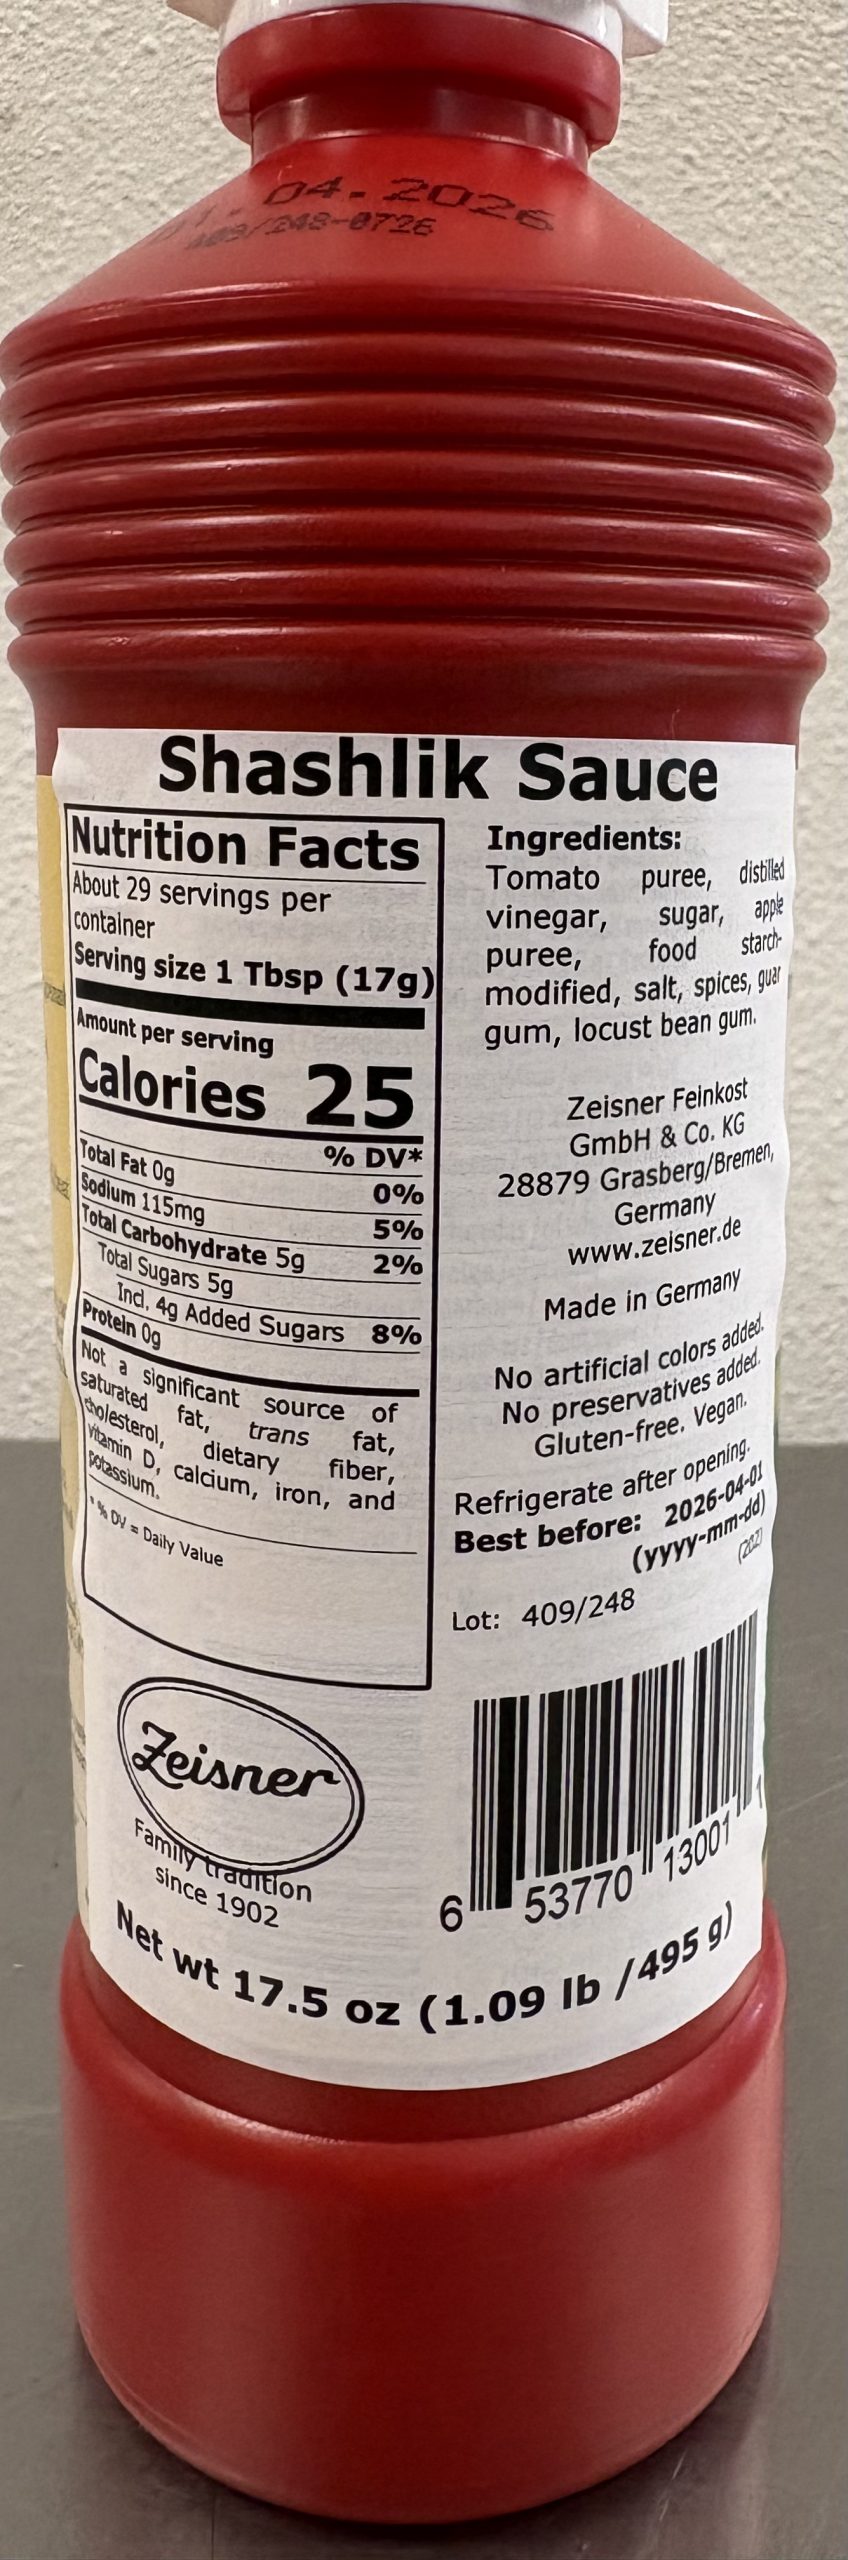 01.04.2026
409/248-0726
Shashlik Sauce
Nutrition Facts
About 29 servings per
container
Serving size 1 Tbsp (17g)
Amount per serving
Calories 25
% DV*
Total Fat 0g 0%
Sodium 115mg 5%
Total Carbohydrate 5g 2%
Total Sugars 5g
Incl. 4g Added Sugars 8%
Protein 0g
Not a significant source of
saturated fat, trans fat,
cholesterol, dietary fiber,
vitamin D, calcium, iron, and
potassium.
* % DV = Daily Value
Ingredients:
Tomato puree, distilled
vinegar, sugar, apple
puree, food starch-
modified, salt, spices, guar
gum, locust bean gum.
Zeisner Feinkost
GmbH & Co. KG
28879 Grasberg/Bremen,
Germany
www.zeisner.de
Made in Germany
No artificial colors added.
No preservatives added.
Gluten-free. Vegan.
Refrigerate after opening.
Best before: 2026-04-01
(yyyy-mm-dd)
Lot: 409/248
Zeisner
Family tradition
since 1902
6 53770 13001 1
Net wt 17.5 oz (1.09 lb / 495 g)